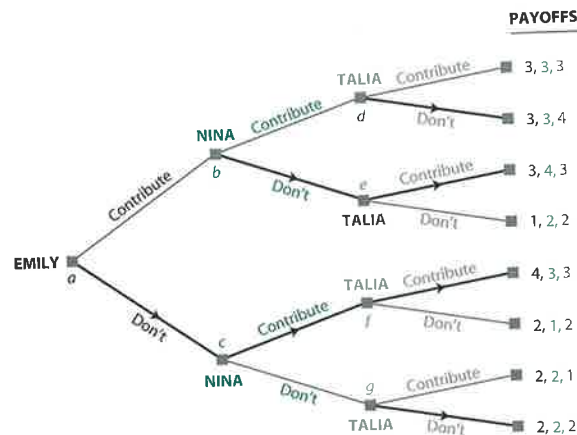 PAYOFFS
3, 3, 3
TALIA
Contribute
d
Don't
3, 3, 4
NINA
Contribute
b
Don't
Contribute
3, 4, 3
e
TALIA
Don't
1, 2, 2
Contribute
EMILY
a
Don't
TALIA
Contribute
4, 3, 3
f
Don't
2, 1, 2
c
Contribute
NINA
Don't
g
Contribute
2, 2, 1
TALIA
Don't
2, 2, 2